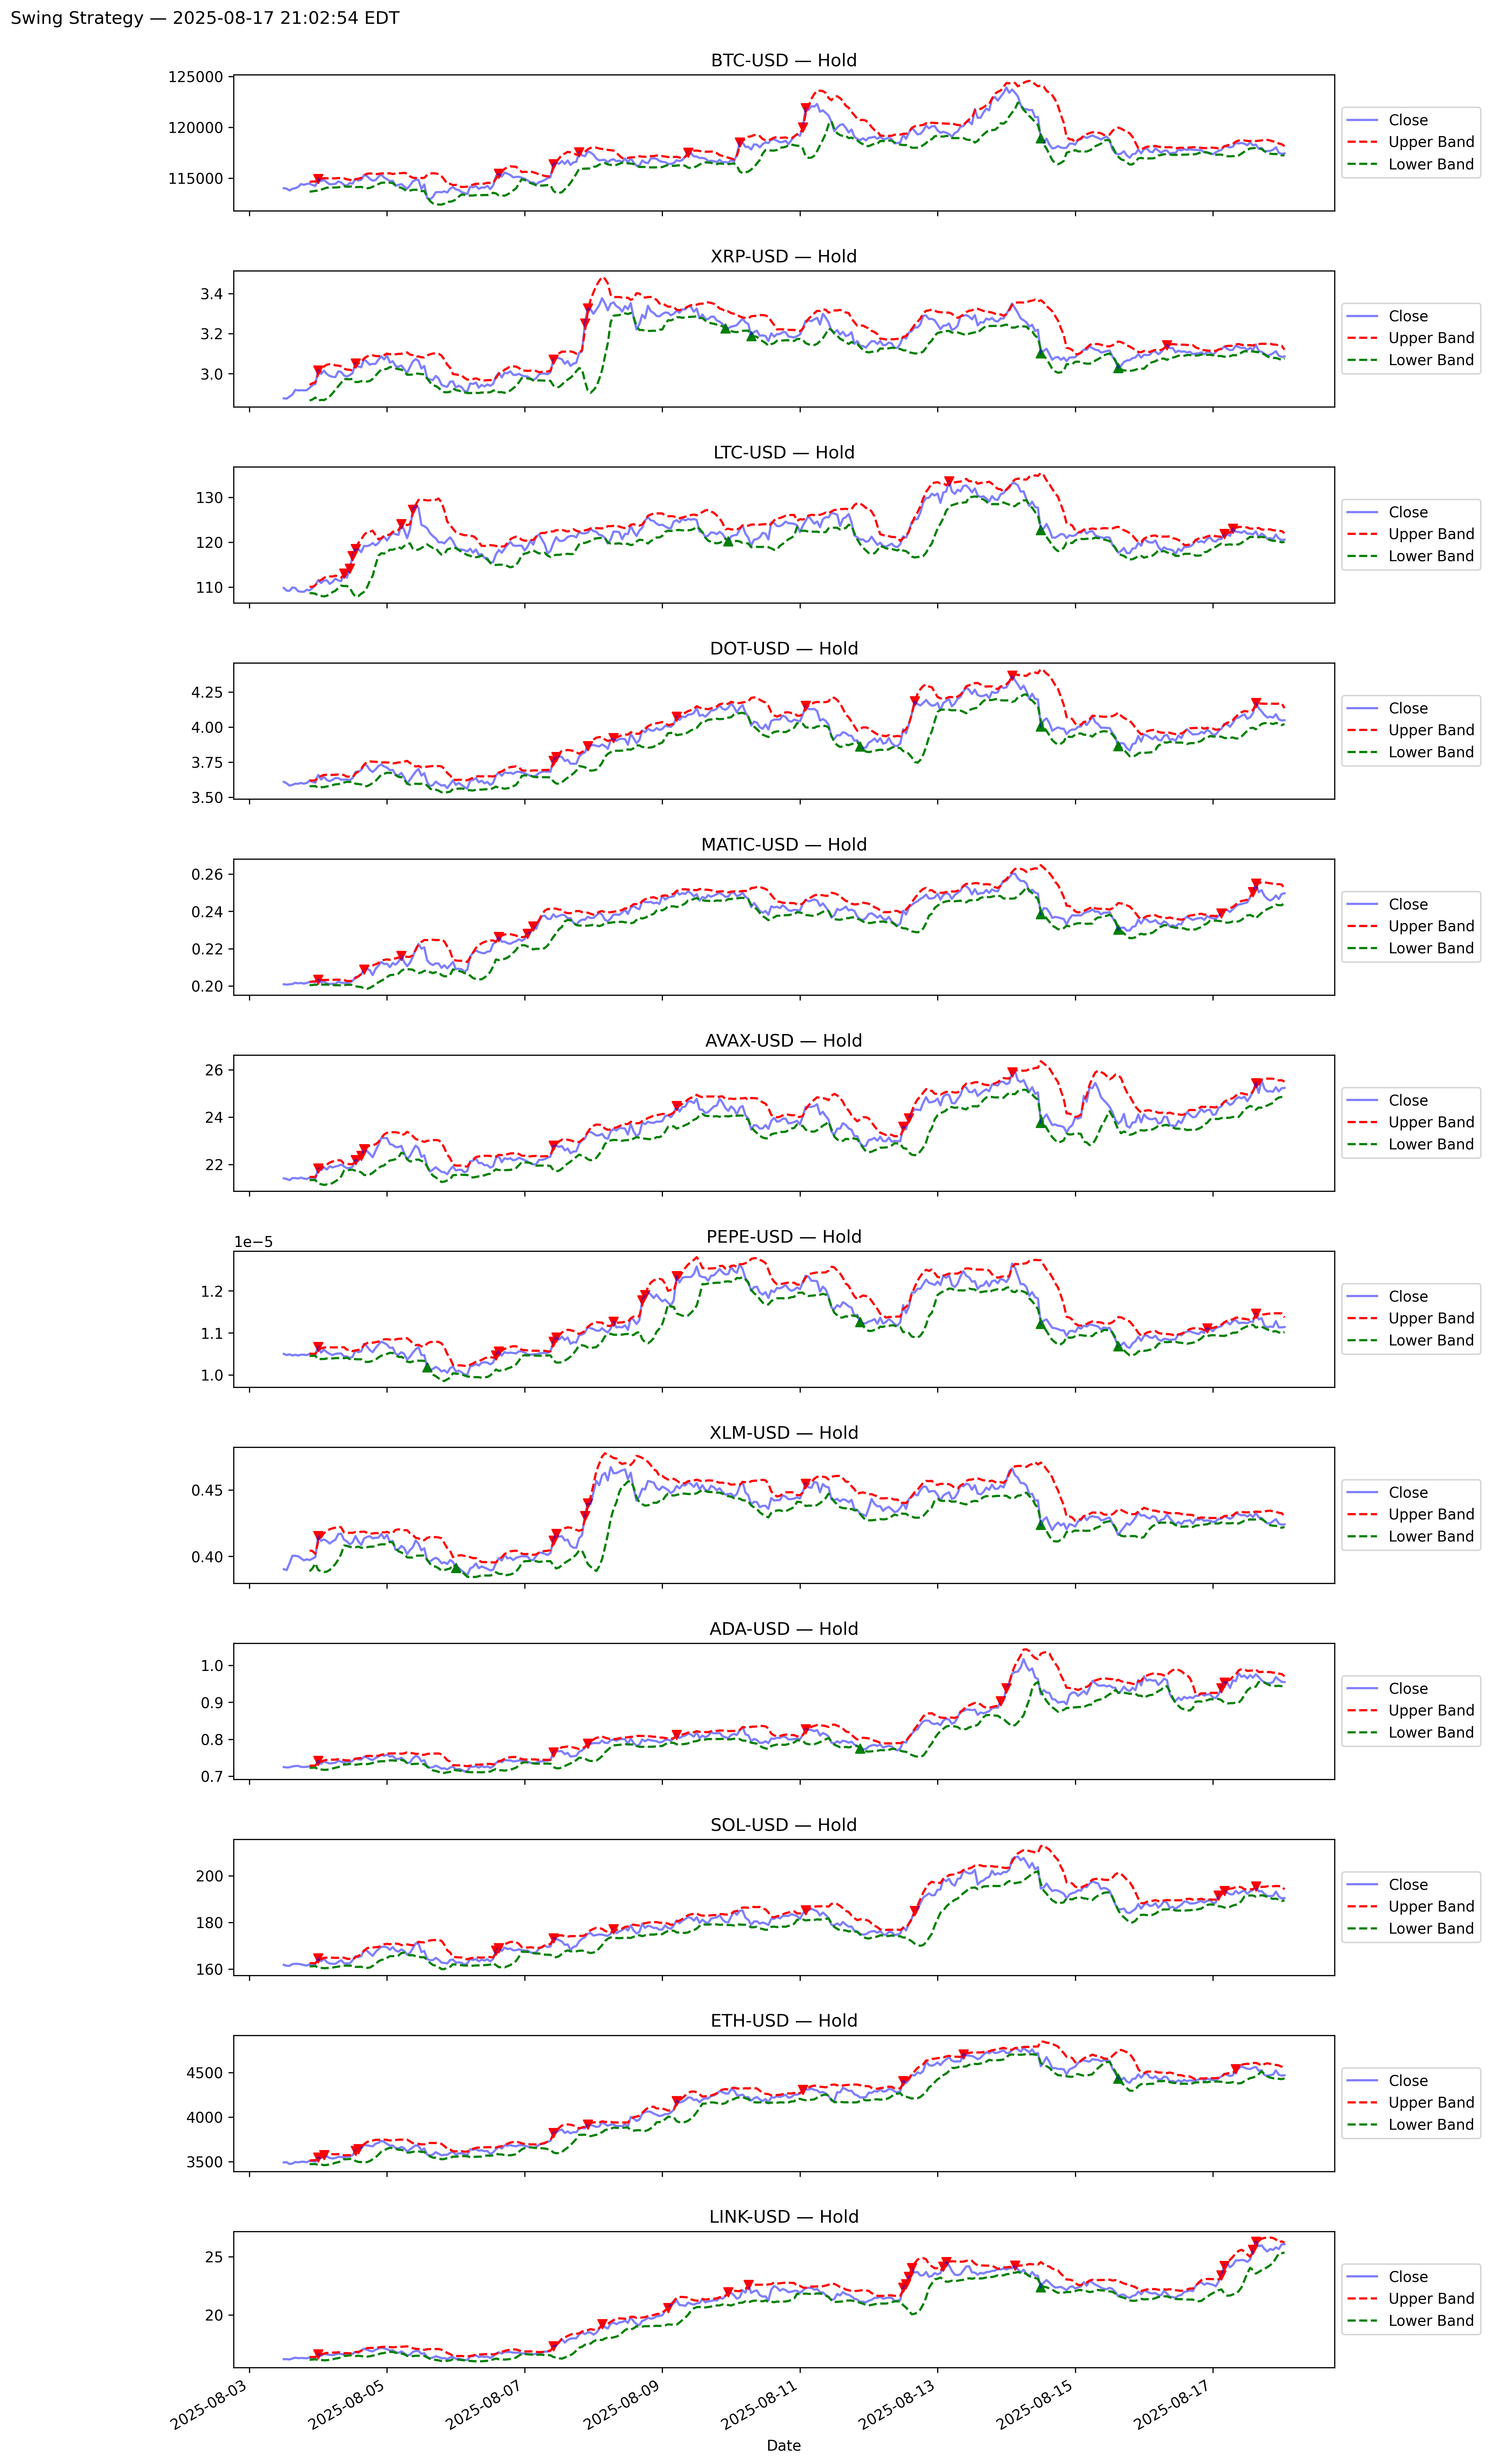 Swing Strategy — 2025-08-17 21:02:54 EDT
BTC-USD — Hold
125000
120000
115000
Close
Upper Band
Lower Band
XRP-USD — Hold
3.4
3.2
3.0
Close
Upper Band
Lower Band
LTC-USD — Hold
130
120
110
Close
Upper Band
Lower Band
DOT-USD — Hold
4.25
4.00
3.75
3.50
Close
Upper Band
Lower Band
MATIC-USD — Hold
0.26
0.24
0.22
0.20
Close
Upper Band
Lower Band
AVAX-USD — Hold
26
24
22
Close
Upper Band
Lower Band
PEPE-USD — Hold
1e−5
1.2
1.1
1.0
Close
Upper Band
Lower Band
XLM-USD — Hold
0.45
0.40
Close
Upper Band
Lower Band
ADA-USD — Hold
1.0
0.9
0.8
0.7
Close
Upper Band
Lower Band
SOL-USD — Hold
200
180
160
Close
Upper Band
Lower Band
ETH-USD — Hold
4500
4000
3500
Close
Upper Band
Lower Band
LINK-USD — Hold
25
20
Close
Upper Band
Lower Band
2025-08-03
2025-08-05
2025-08-07
2025-08-09
2025-08-11
2025-08-13
2025-08-15
2025-08-17
Date